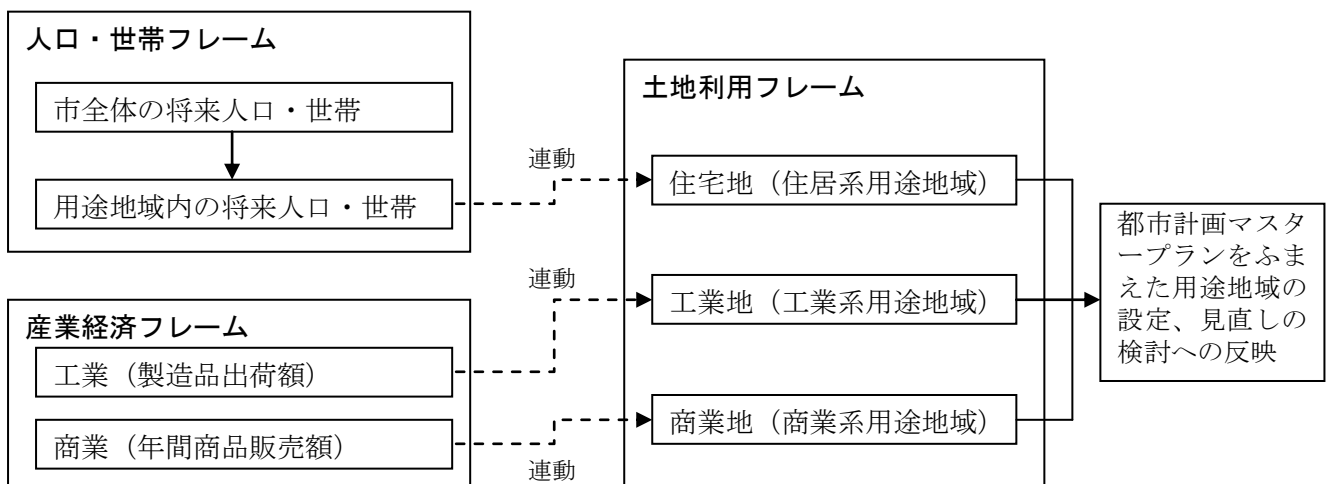 人口・世帯フレーム
市全体の将来人口・世帯
用途地域内の将来人口・世帯
産業経済フレーム
工業（製造品出荷額）
商業（年間商品販売額）
連動
連動
連動
土地利用フレーム
住宅地（住居系用途地域）
工業地（工業系用途地域）
商業地（商業系用途地域）
都市計画マスタ
ープランをふま
えた用途地域の
設定、見直しの
検討への反映